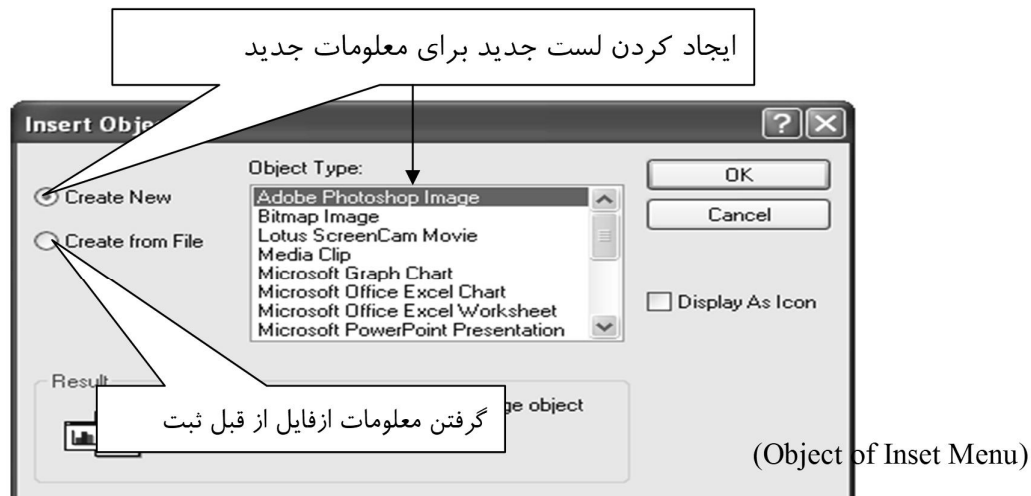 ایجاد کردن لست جدید برای معلومات جدید
Insert Obje
Object Type:
Create New
Create from File
Adobe Photoshop Image
Bitmap Image
Lotus ScreenCam Movie
Media Clip
Microsoft Graph Chart
Microsoft Office Excel Chart
Microsoft Office Excel Worksheet
Microsoft PowerPoint Presentation
OK
Cancel
Display As Icon
Result
ge object
گرفتن معلومات ازفایل از قبل ثبت
(Object of Inset Menu)